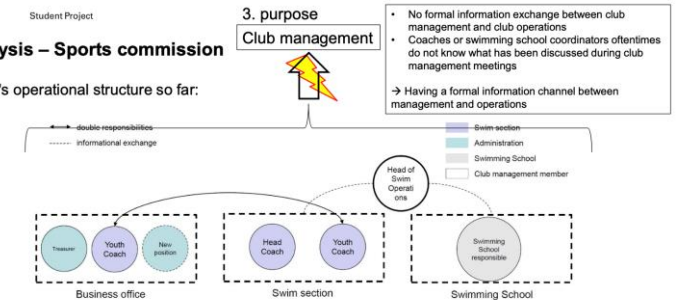 Student Project
3. purpose
Club management
ysis – Sports commission
's operational structure so far:
• No formal information exchange between club
management and club operations
• Coaches or swimming school coordinators oftentimes
do not know what has been discussed during club
management meetings
→ Having a formal information channel between
management and operations
double responsibilities
informational exchange
Swim section
Administration
Swimming School
Club management member
Head of
Swim
Operati
ons
Treasurer
Youth
Coach
New
position
Head
Coach
Youth
Coach
Swimming
School
responsible
Business office
Swim section
Swimming School